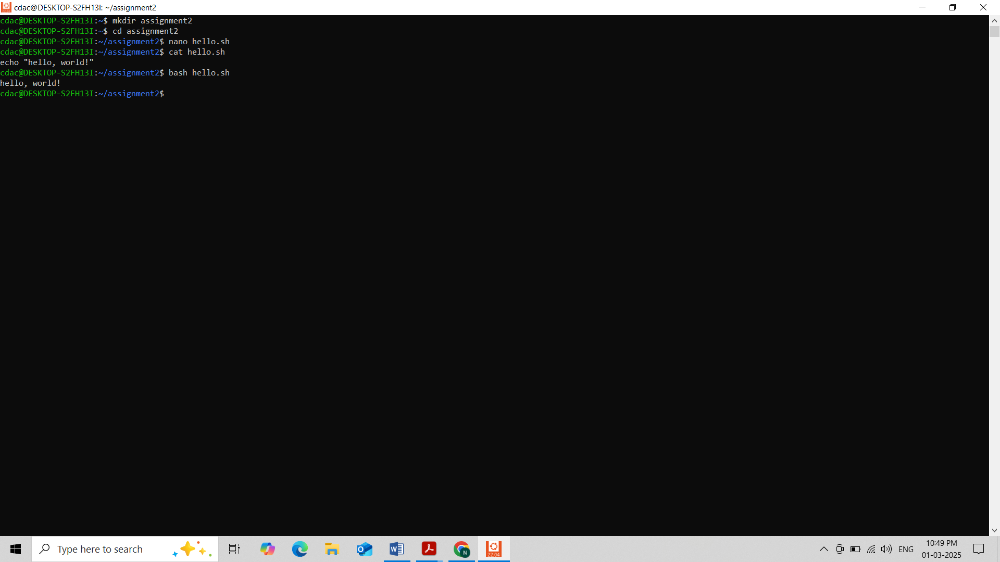 cdac@DESKTOP-S2FH13I: ~/assignment2
cdac@DESKTOP-S2FH13I:~$ mkdir assignment2
cdac@DESKTOP-S2FH13I:~$ cd assignment2
cdac@DESKTOP-S2FH13I:~/assignment2$ nano hello.sh
cdac@DESKTOP-S2FH13I:~/assignment2$ cat hello.sh
echo "hello, world!"
cdac@DESKTOP-S2FH13I:~/assignment2$ bash hello.sh
hello, world!
cdac@DESKTOP-S2FH13I:~/assignment2$
Type here to search
22.04
ENG
10:49 PM
01-03-2025